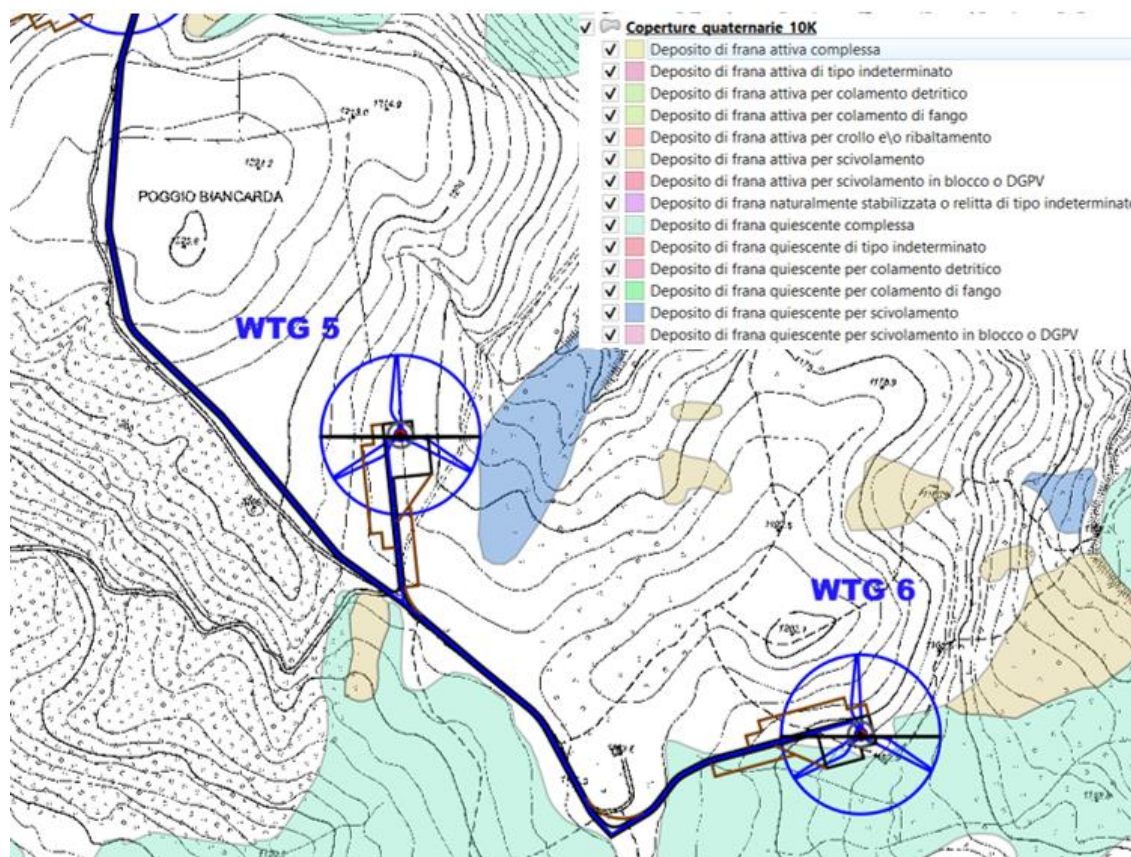 Coperture quaternarie 10K
Deposito di frana attiva complessa
Deposito di frana attiva di tipo indeterminato
Deposito di frana attiva per colamento detritico
Deposito di frana attiva per colamento di fango
Deposito di frana attiva per crollo e\o ribaltamento
Deposito di frana attiva per scivolamento
Deposito di frana attiva per scivolamento in blocco o DGPV
Deposito di frana naturalmente stabilizzata o relitta di tipo indeterminato
Deposito di frana quiescente complessa
Deposito di frana quiescente di tipo indeterminato
Deposito di frana quiescente per colamento detritico
Deposito di frana quiescente per colamento di fango
Deposito di frana quiescente per scivolamento
Deposito di frana quiescente per scivolamento in blocco o DGPV
POGGIO BIANCARDA
WTG 5
WTG 6